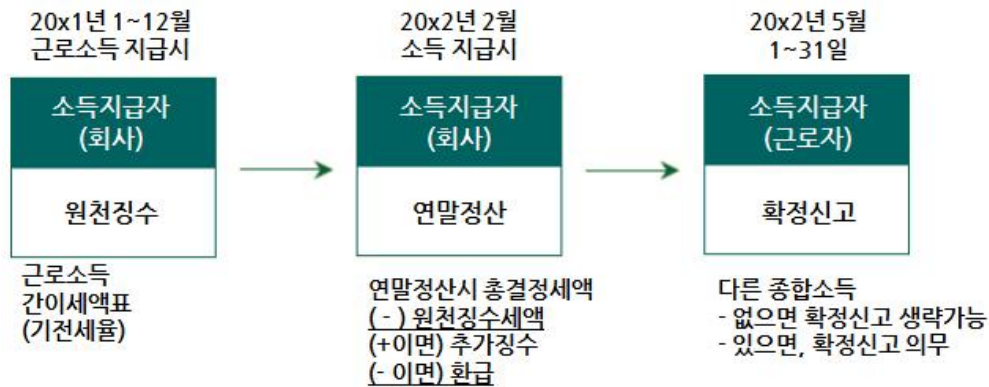 20x1년 1~12월
근로소득 지급시
소득지급자
(회사)
원천징수
근로소득
간이세액표
(기전세율)
20x2년 2월
소득 지급시
소득지급자
(회사)
연말정산
연말정산시 총결정세액
( - ) 원천징수세액
(+이면) 추가징수
(- 이면) 환급
20x2년 5월
1~31일
소득지급자
(근로자)
확정신고
다른 종합소득
- 없으면 확정신고 생략가능
- 있으면, 확정신고 의무